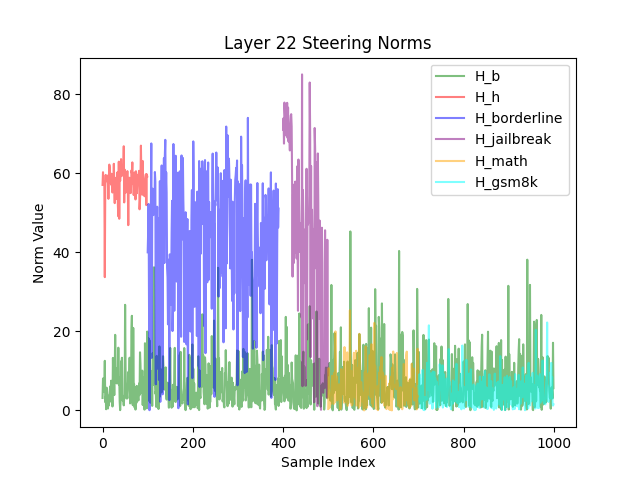 Layer 22 Steering Norms
H_b
H_h
H_borderline
H_jailbreak
H_math
H_gsm8k
Norm Value
80
60
40
20
0
0
200
400
600
800
1000
Sample Index